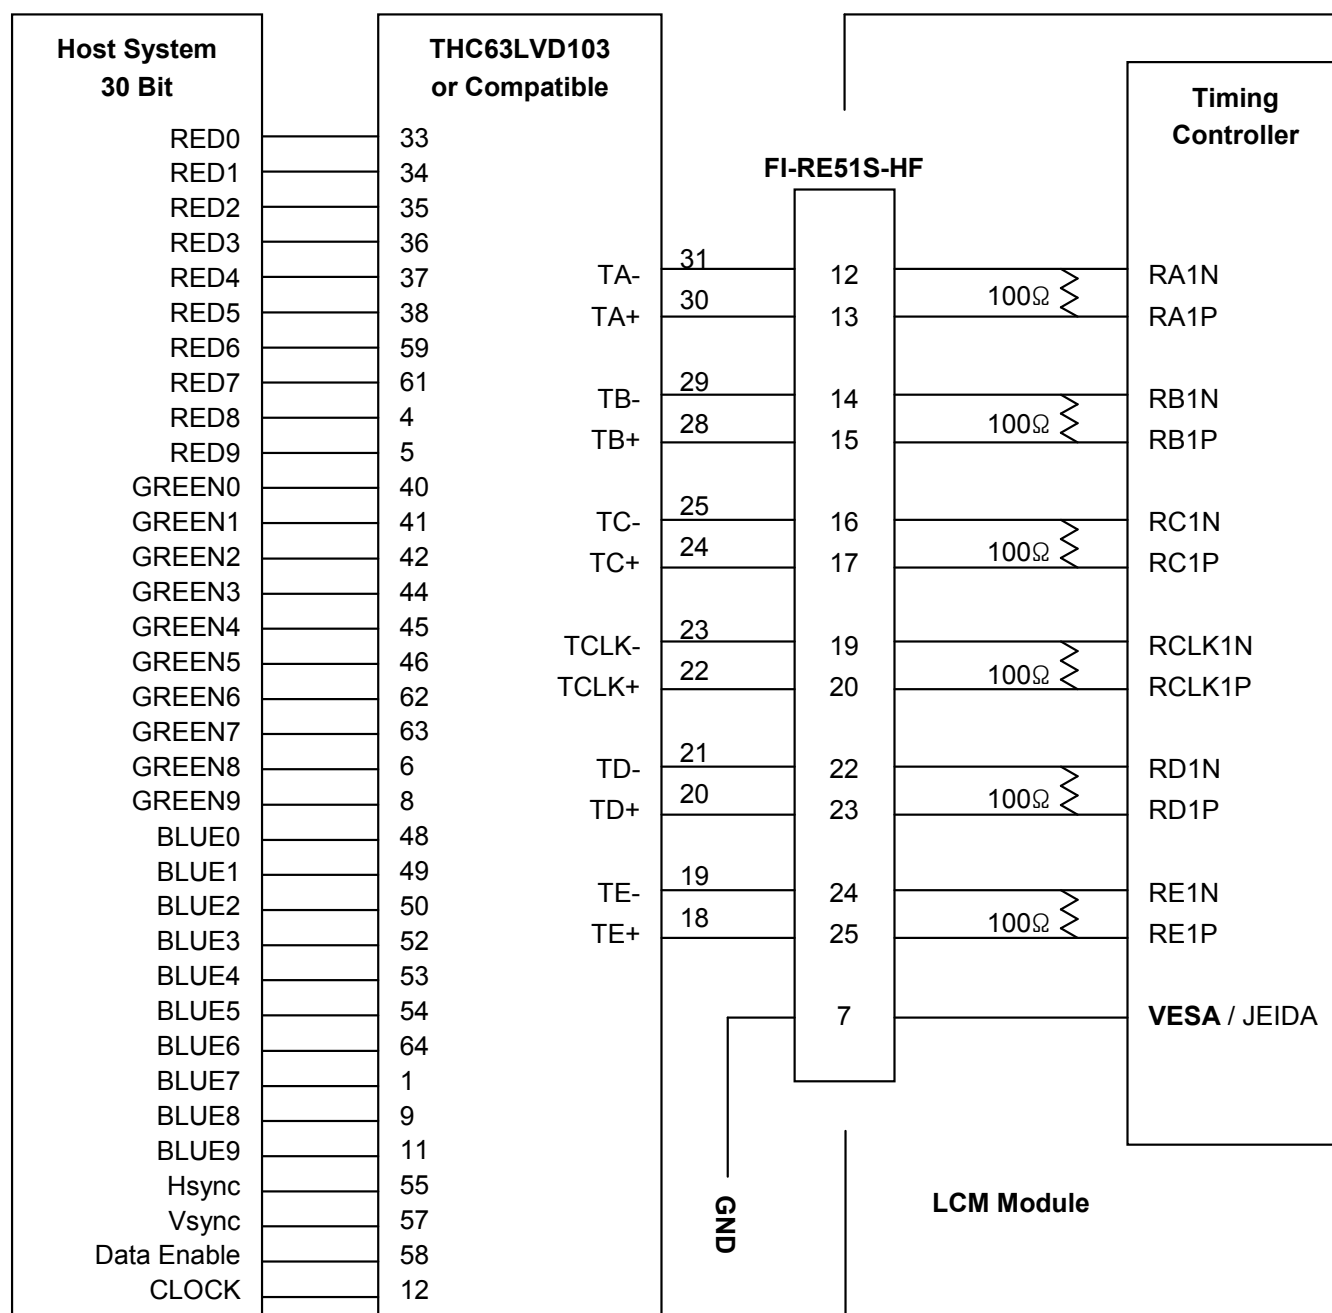 Host System
30 Bit
THC63LVD103
or Compatible
Timing
Controller
FI-RE51S-HF
RED0 33
RED1 34
RED2 35
RED3 36
RED4 37
RED5 38
RED6 59
RED7 61
RED8 4
RED9 5
GREEN0 40
GREEN1 41
GREEN2 42
GREEN3 44
GREEN4 45
GREEN5 46
GREEN6 62
GREEN7 63
GREEN8 6
GREEN9 8
BLUE0 48
BLUE1 49
BLUE2 50
BLUE3 52
BLUE4 53
BLUE5 54
BLUE6 64
BLUE7 1
BLUE8 9
BLUE9 11
Hsync 55
Vsync 57
Data Enable 58
CLOCK 12
TA- 31 12 RA1N
100Ω
TA+ 30 13 RA1P
TB- 29 14 RB1N
100Ω
TB+ 28 15 RB1P
TC- 25 16 RC1N
100Ω
TC+ 24 17 RC1P
TCLK- 23 19 RCLK1N
100Ω
TCLK+ 22 20 RCLK1P
TD- 21 22 RD1N
100Ω
TD+ 20 23 RD1P
TE- 19 24 RE1N
100Ω
TE+ 18 25 RE1P
7 VESA / JEIDA
GND
LCM Module